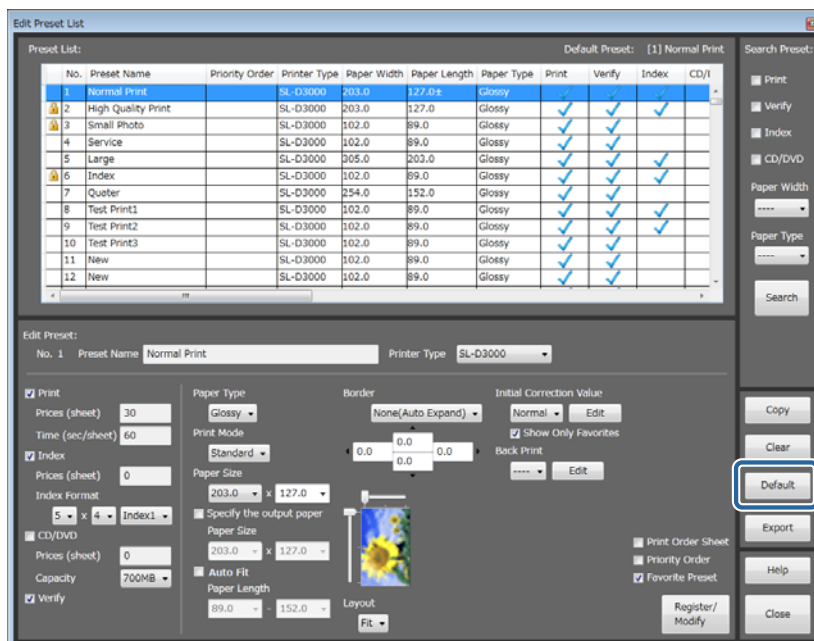 Edit Preset List
Preset List: Default Preset: [1] Normal Print
No. Preset Name Priority Order Printer Type Paper Width Paper Length Paper Type Print Verify Index CD/I
1 Normal Print SL-D3000 203.0 127.0± Glossy
2 High Quality Print SL-D3000 203.0 127.0 Glossy
3 Small Photo SL-D3000 102.0 89.0 Glossy
4 Service SL-D3000 102.0 89.0 Glossy
5 Large SL-D3000 305.0 203.0 Glossy
6 Index SL-D3000 102.0 89.0 Glossy
7 Quoter SL-D3000 254.0 152.0 Glossy
8 Test Print1 SL-D3000 102.0 89.0 Glossy
9 Test Print2 SL-D3000 102.0 89.0 Glossy
10 Test Print3 SL-D3000 102.0 89.0 Glossy
11 New SL-D3000 102.0 89.0 Glossy
12 New SL-D3000 102.0 89.0 Glossy
Search Preset:
Print
Verify
Index
CD/DVD
Paper Width
----
Paper Type
----
Search
Edit Preset:
No. 1 Preset Name Normal Print Printer Type SL-D3000
Print
Prices (sheet) 30
Time (sec/sheet) 60
Index
Prices (sheet) 0
Index Format
5 x 4 Index1
CD/DVD
Prices (sheet) 0
Capacity 700MB
Verify
Paper Type
Glossy
Print Mode
Standard
Paper Size
203.0 x 127.0
Specify the output paper
Paper Size
203.0 x 127.0
Auto Fit
Paper Length
89.0 - 152.0
Border
None(Auto Expand)
0.0
0.0 0.0
0.0
Layout
Fit
Initial Correction Value
Normal Edit
Show Only Favorites
Back Print
---- Edit
Print Order Sheet
Priority Order
Favorite Preset
Register/
Modify
Copy
Clear
Default
Export
Help
Close